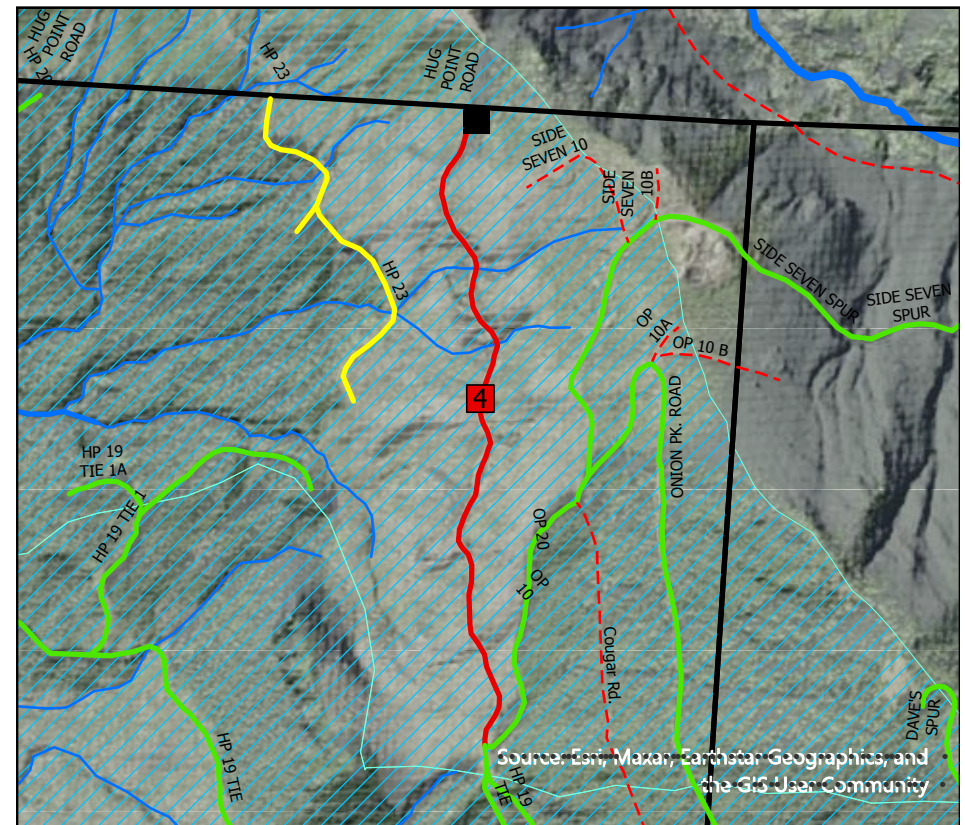 HUG
POINT
ROAD
HP 23
HUG
POINT
ROAD
SIDE
SEVEN 10
SIDE
SEVEN
10B
SIDE SEVEN SPUR
SIDE SEVEN
SPUR
HP 23
OP
10A
OP 10 B
4
ONION PK. ROAD
HP 19
TIE 1A
HP 19 TIE 1
OP 20
OP
10
Cougar Rd.
DAVE'S
SPUR
HP 19 TIE
HP 19
TIE
Source: Esri, Maxar, Earthstar Geographics, and
the GIS User Community